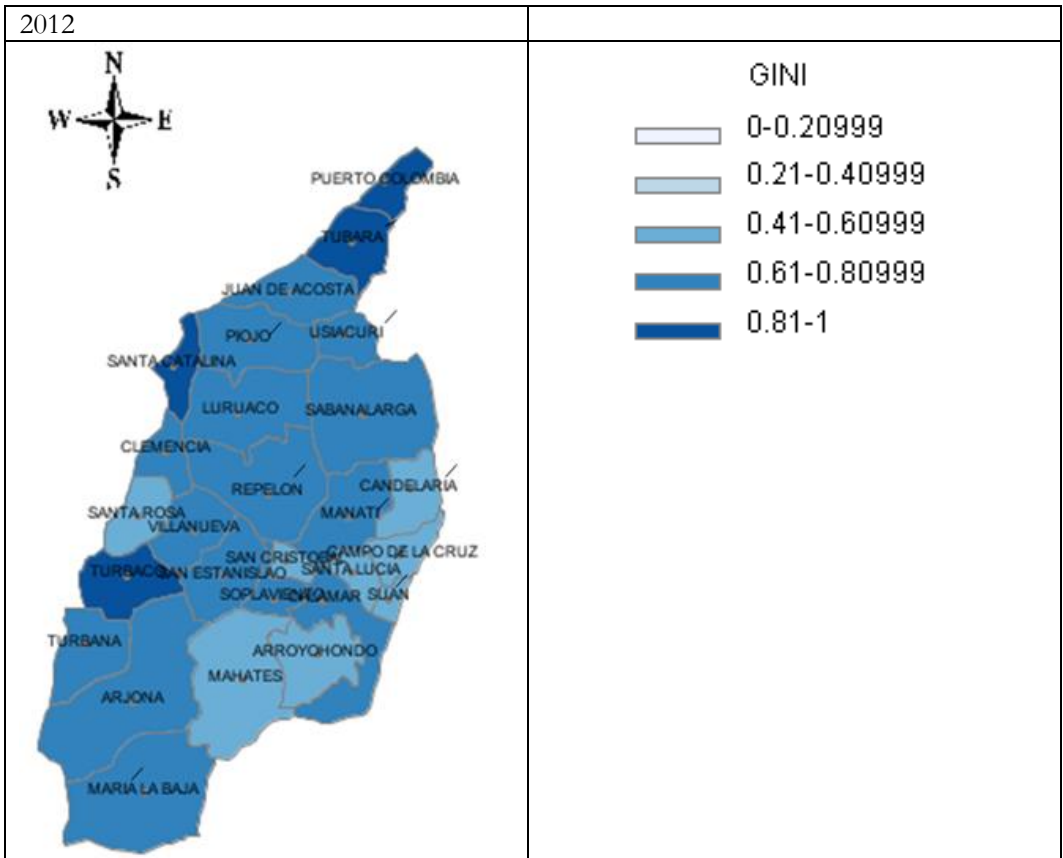 2012
N
W E
S
GINI
0-0.20999
0.21-0.40999
0.41-0.60999
0.61-0.80999
0.81-1
PUERTO COLOMBIA
TUBARA
JUAN DE ACOSTA
PIOJO
USIACURI
SANTA CATALINA
LURUACO
SABANALARGA
CLEMENCIA
REPELON
CANDELARIA
SANTA ROSA
MANATI
VILLANUEVA
SAN CRISTOBAL
CAMPO DE LA CRUZ
TURBACO
SAN ESTANISLAO
SANTA LUCIA
SOPLAVIENTO
CALAMAR
SUAN
TURBANA
ARROYOHONDO
MAHATES
ARJONA
MARIA LA BAJA